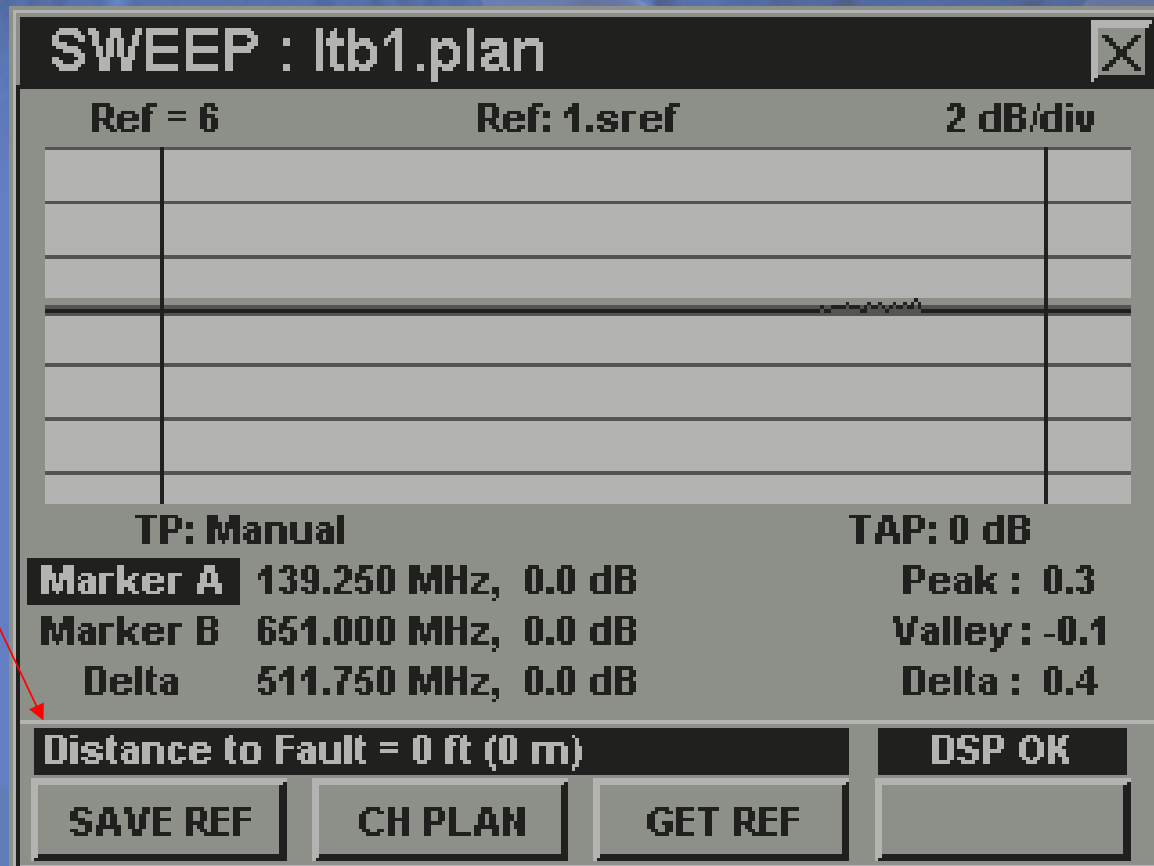 SWEEP : ltb1.plan
Ref = 6 Ref: 1.sref 2 dB/div
TP: Manual TAP: 0 dB
Marker A 139.250 MHz, 0.0 dB Peak : 0.3
Marker B 651.000 MHz, 0.0 dB Valley : -0.1
Delta 511.750 MHz, 0.0 dB Delta : 0.4
Distance to Fault = 0 ft (0 m) DSP OK
SAVE REF CH PLAN GET REF